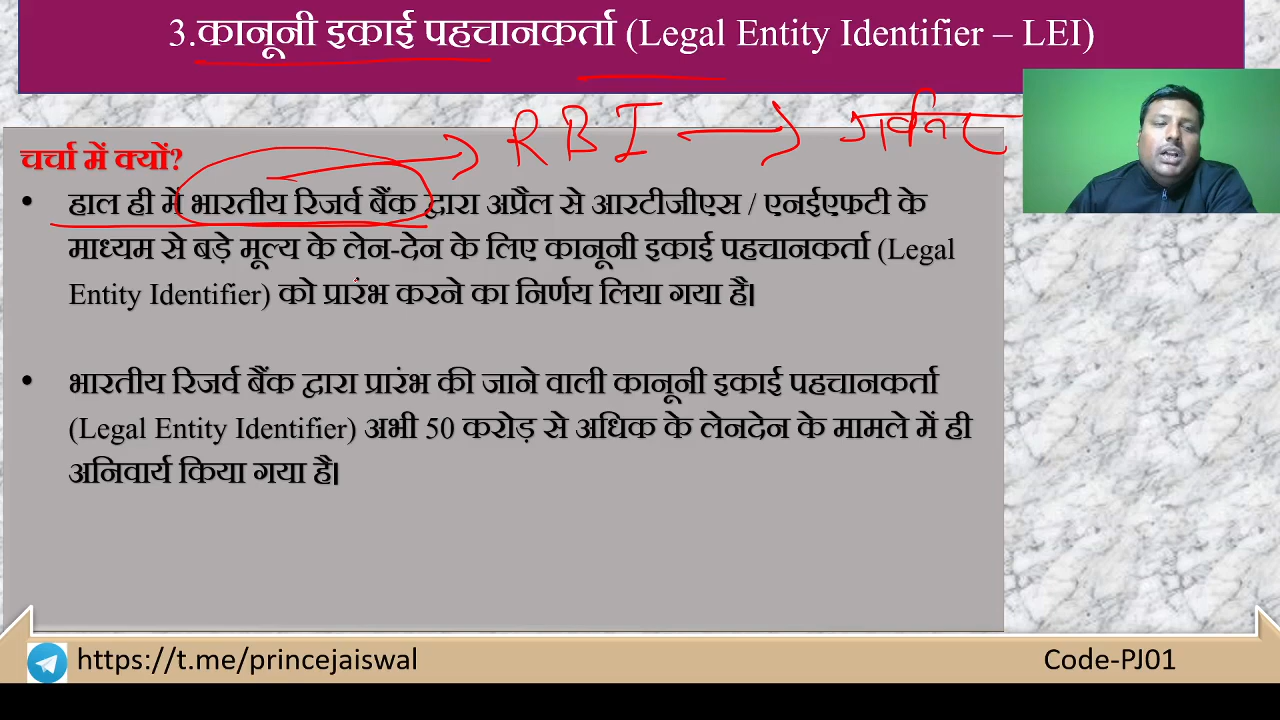 3.कानूनी इकाई पहचानकर्ता (Legal Entity Identifier – LEI)
RBI → गर्वनर
चर्चा में क्यों?
• हाल ही में भारतीय रिजर्व बैंक द्वारा अप्रैल से आरटीजीएस / एनईएफटी के
माध्यम से बड़े मूल्य के लेन-देन के लिए कानूनी इकाई पहचानकर्ता (Legal
Entity Identifier) को प्रारंभ करने का निर्णय लिया गया है।
• भारतीय रिजर्व बैंक द्वारा प्रारंभ की जाने वाली कानूनी इकाई पहचानकर्ता
(Legal Entity Identifier) अभी 50 करोड़ से अधिक के लेनदेन के मामले में ही
अनिवार्य किया गया है।
https://t.me/princejaiswal
Code-PJ01